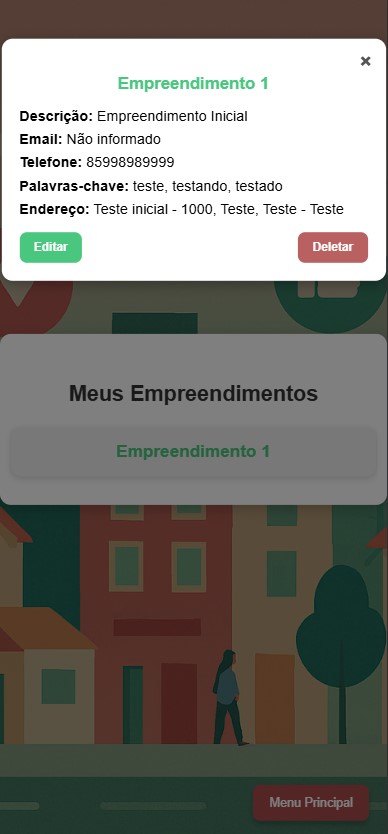 ×
Empreendimento 1
Descrição: Empreendimento Inicial
Email: Não informado
Telefone: 85998989999
Palavras-chave: teste, testando, testado
Endereço: Teste inicial - 1000, Teste, Teste - Teste
Editar Deletar
Meus Empreendimentos
Empreendimento 1
Menu Principal